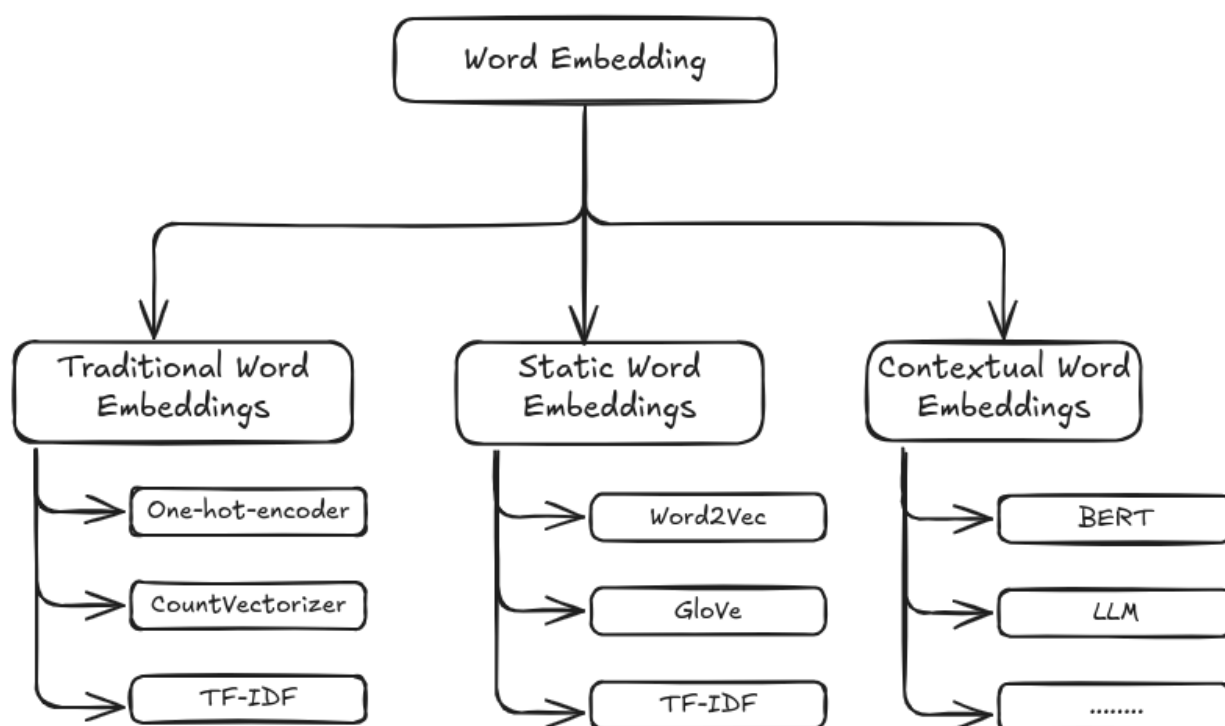 Word Embedding
Traditional Word
Embeddings
Static Word
Embeddings
Contextual Word
Embeddings
One-hot-encoder
Word2Vec
BERT
CountVectorizer
GloVe
LLM
TF-IDF
TF-IDF
........